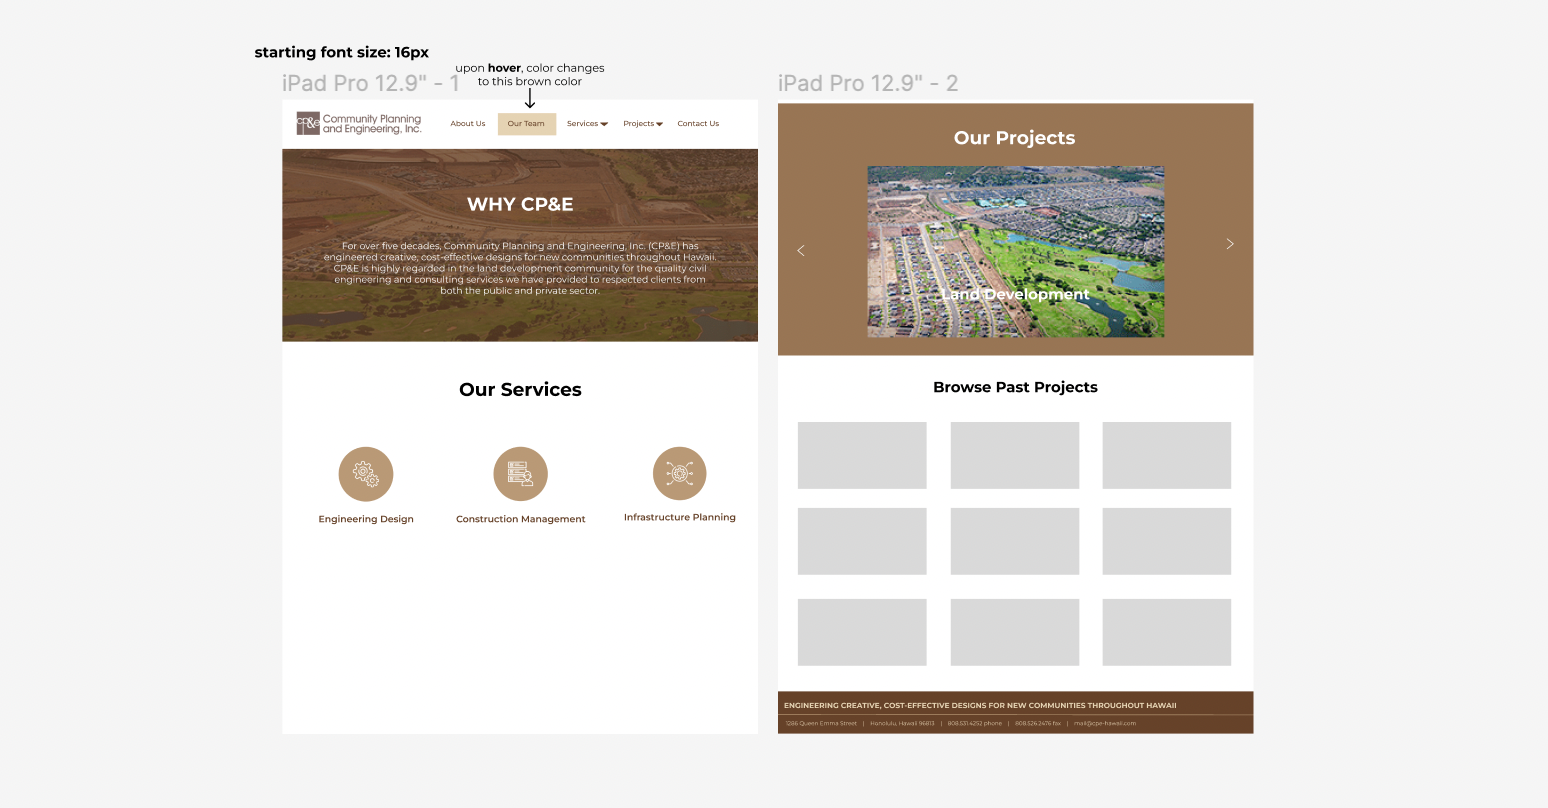 starting font size: 16px
upon hover, color changes
to this brown color
iPad Pro 12.9" - 1
cp&e
Community Planning
and Engineering, Inc.
About Us
Our Team
Services
Projects
Contact Us
WHY CP&E
For over five decades, Community Planning and Engineering, Inc. (CP&E) has
engineered creative, cost-effective designs for new communities throughout Hawaii.
CP&E is highly regarded in the land development community for the quality civil
engineering and consulting services we have provided to respected clients from
both the public and private sector.
Our Services
Engineering Design
Construction Management
Infrastructure Planning
iPad Pro 12.9" - 2
Our Projects
Land Development
Browse Past Projects
ENGINEERING CREATIVE, COST-EFFECTIVE DESIGNS FOR NEW COMMUNITIES THROUGHOUT HAWAII
1286 Queen Emma Street | Honolulu, Hawaii 96813 | 808.531.4252 phone | 808.526.2476 fax | mail@cpe-hawaii.com